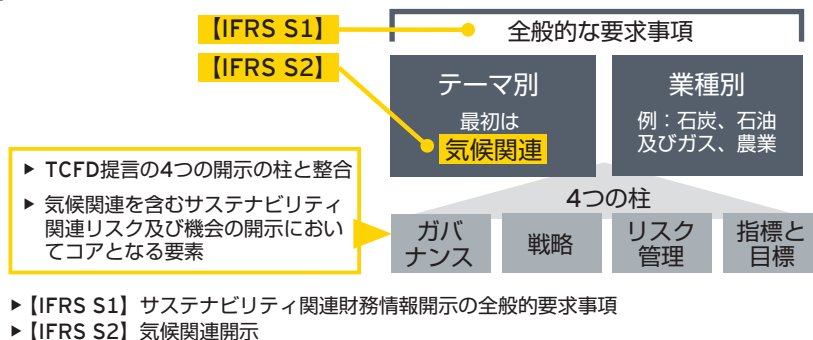 【IFRS S1】
全般的な要求事項
【IFRS S2】
テーマ別
業種別
最初は
気候関連
例：石炭、石油
及びガス、農業
▶ TCFD提言の4つの開示の柱と整合
▶ 気候関連を含むサステナビリティ
関連リスク及び機会の開示におい
てコアとなる要素
4つの柱
ガバ
ナンス
戦略
リスク
管理
指標と
目標
▶【IFRS S1】サステナビリティ関連財務情報開示の全般的要求事項
▶【IFRS S2】気候関連開示